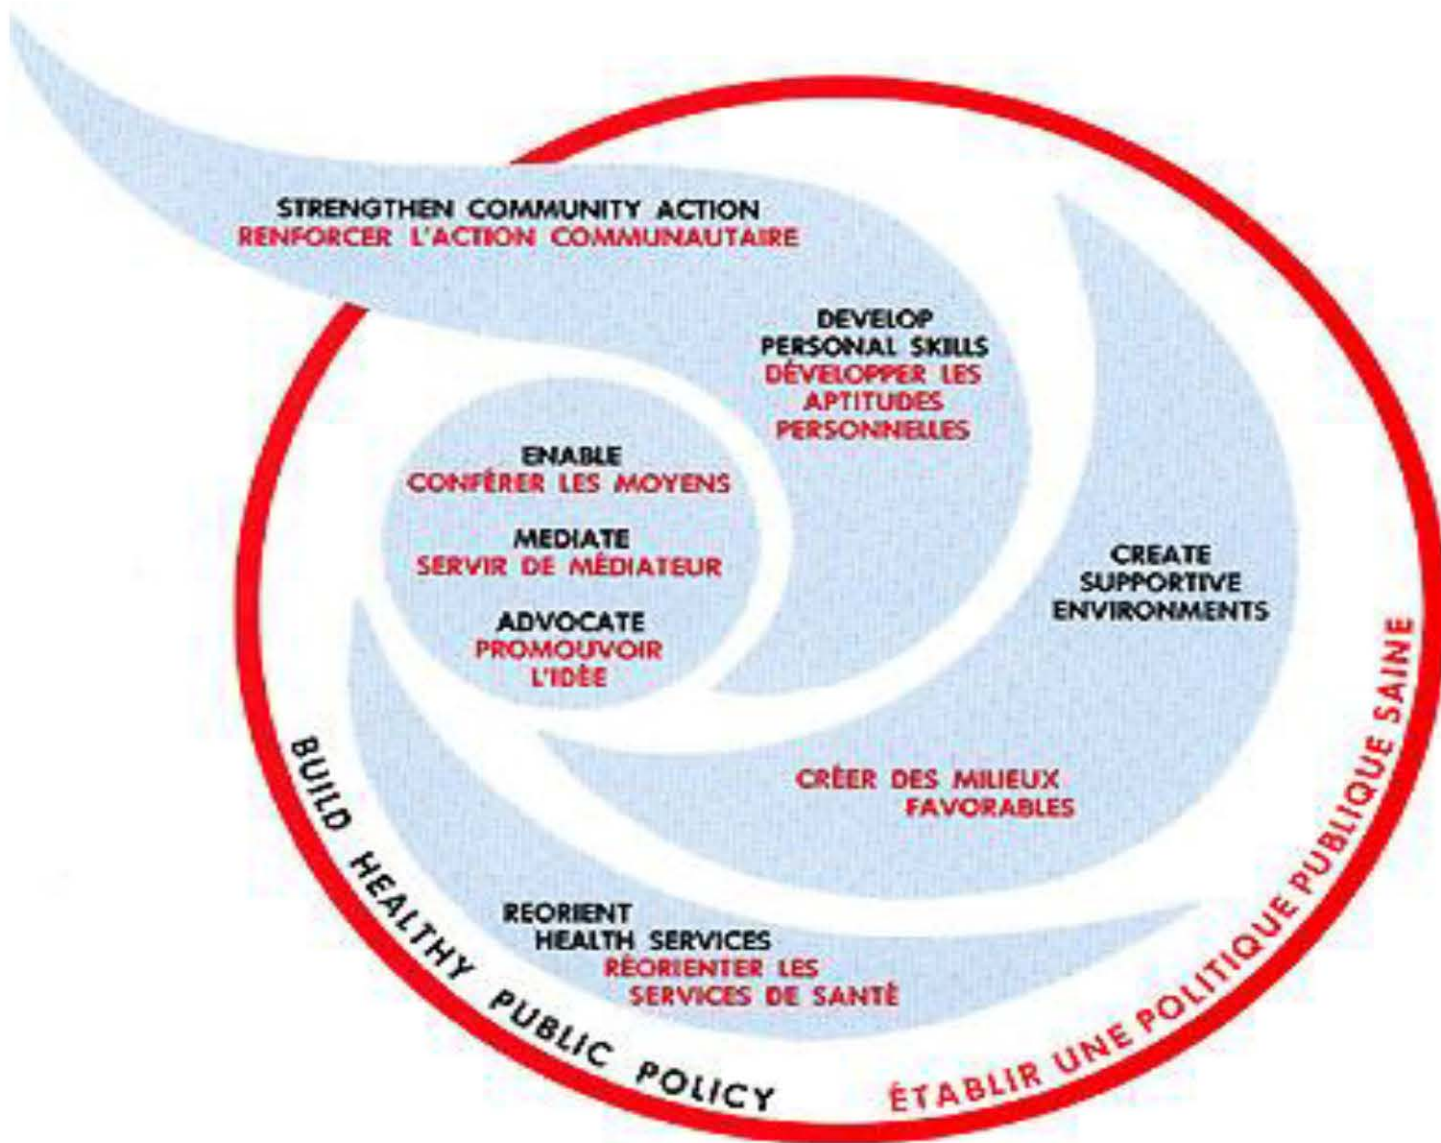 STRENGTHEN COMMUNITY ACTION
RENFORCER L'ACTION COMMUNAUTAIRE
DEVELOP
PERSONAL SKILLS
DÉVELOPPER LES
APTITUDES
PERSONNELLES
ENABLE
CONFÉRER LES MOYENS
MEDIATE
SERVIR DE MÉDIATEUR
ADVOCATE
PROMOUVOIR
L'IDÈE
CREATE
SUPPORTIVE
ENVIRONMENTS
CRÉER DES MILIEUX
FAVORABLES
REORIENT
HEALTH SERVICES
RÉORIENTER LES
SERVICES DE SANTÉ
BUILD HEALTHY PUBLIC POLICY
ÉTABLIR UNE POLITIQUE PUBLIQUE SAINE